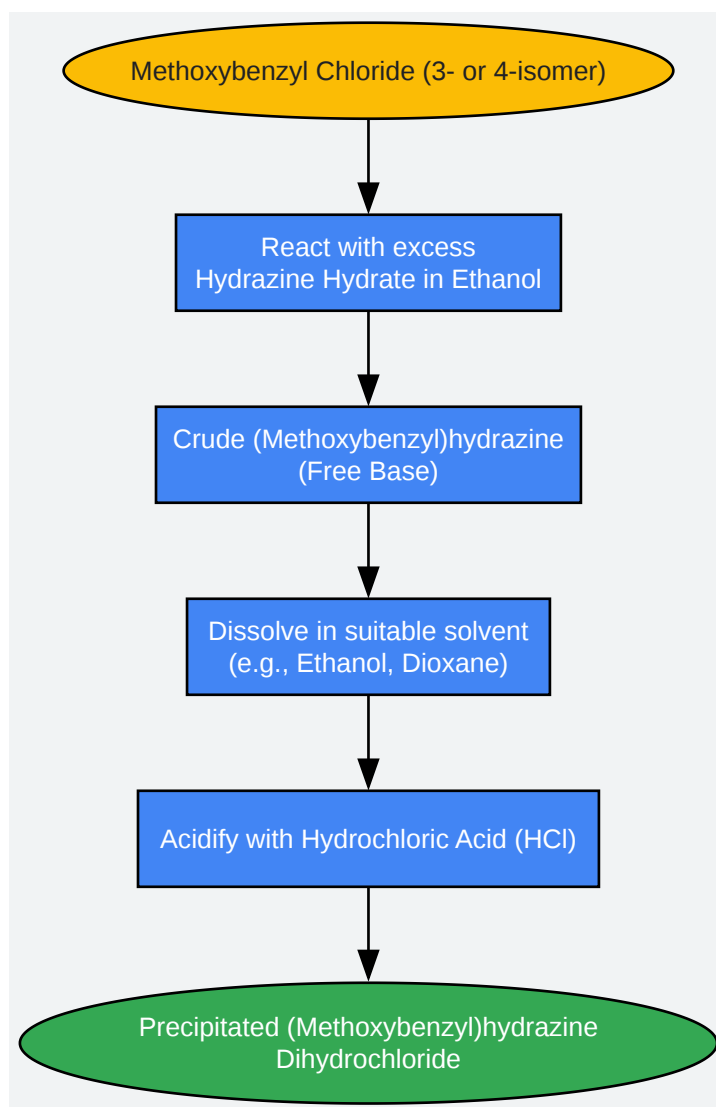 Methoxybenzyl Chloride (3- or 4-isomer)
React with excess
Hydrazine Hydrate in Ethanol
Crude (Methoxybenzyl)hydrazine
(Free Base)
Dissolve in suitable solvent
(e.g., Ethanol, Dioxane)
Acidify with Hydrochloric Acid (HCl)
Precipitated (Methoxybenzyl)hydrazine
Dihydrochloride